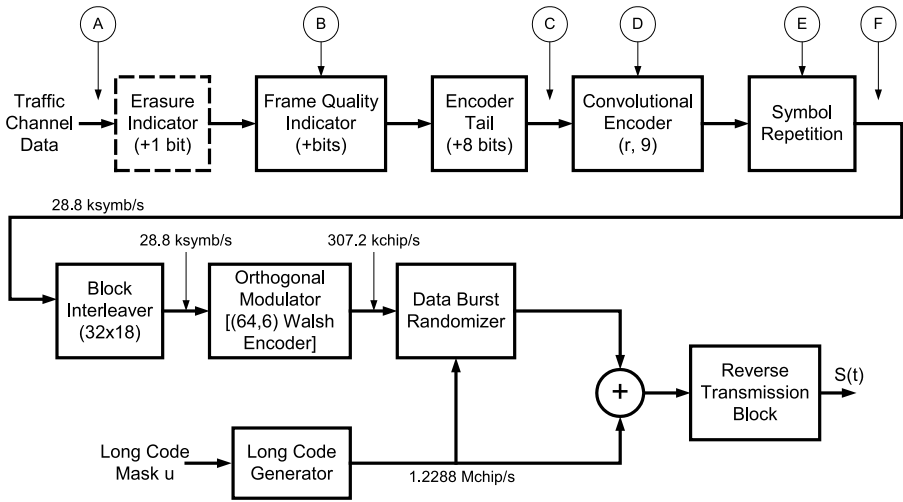 A
B
C
D
E
F
Traffic
Channel
Data
Erasure
Indicator
(+1 bit)
Frame Quality
Indicator
(+bits)
Encoder
Tail
(+8 bits)
Convolutional
Encoder
(r, 9)
Symbol
Repetition
28.8 ksymb/s
28.8 ksymb/s
307.2 kchip/s
Block
Interleaver
(32x18)
Orthogonal
Modulator
[(64,6) Walsh
Encoder]
Data Burst
Randomizer
+
Reverse
Transmission
Block
S(t)
Long Code
Mask u
Long Code
Generator
1.2288 Mchip/s